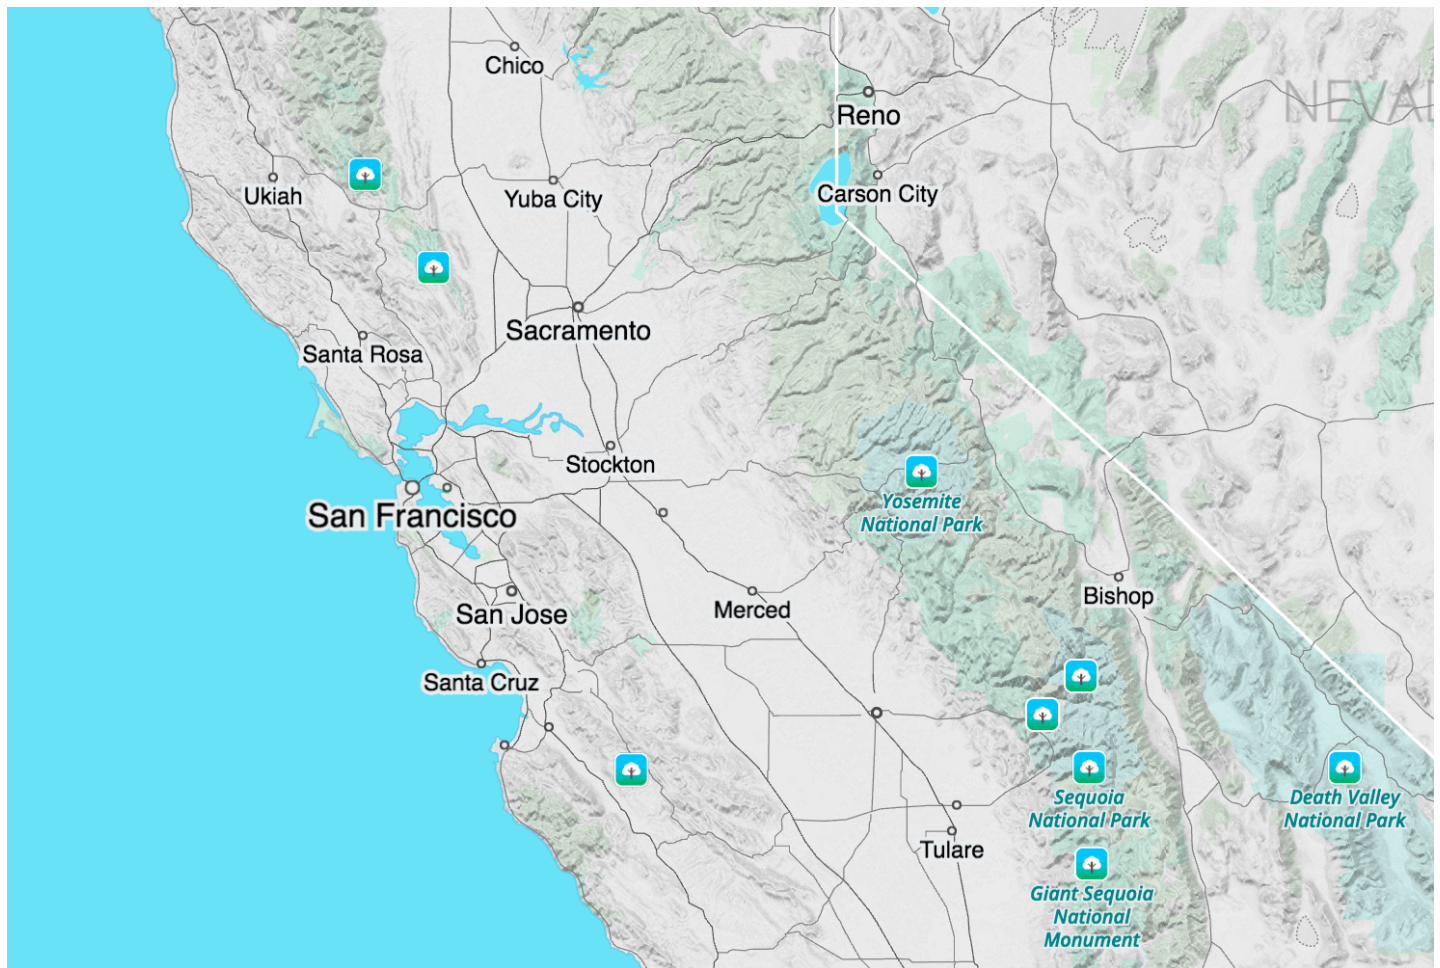 Chico
Reno
NEVAD
Ukiah
Yuba City
Carson City
Sacramento
Santa Rosa
Stockton
Yosemite
National Park
San Francisco
Bishop
Merced
San Jose
Santa Cruz
Sequoia
National Park
Death Valley
National Park
Tulare
Giant Sequoia
National
Monument